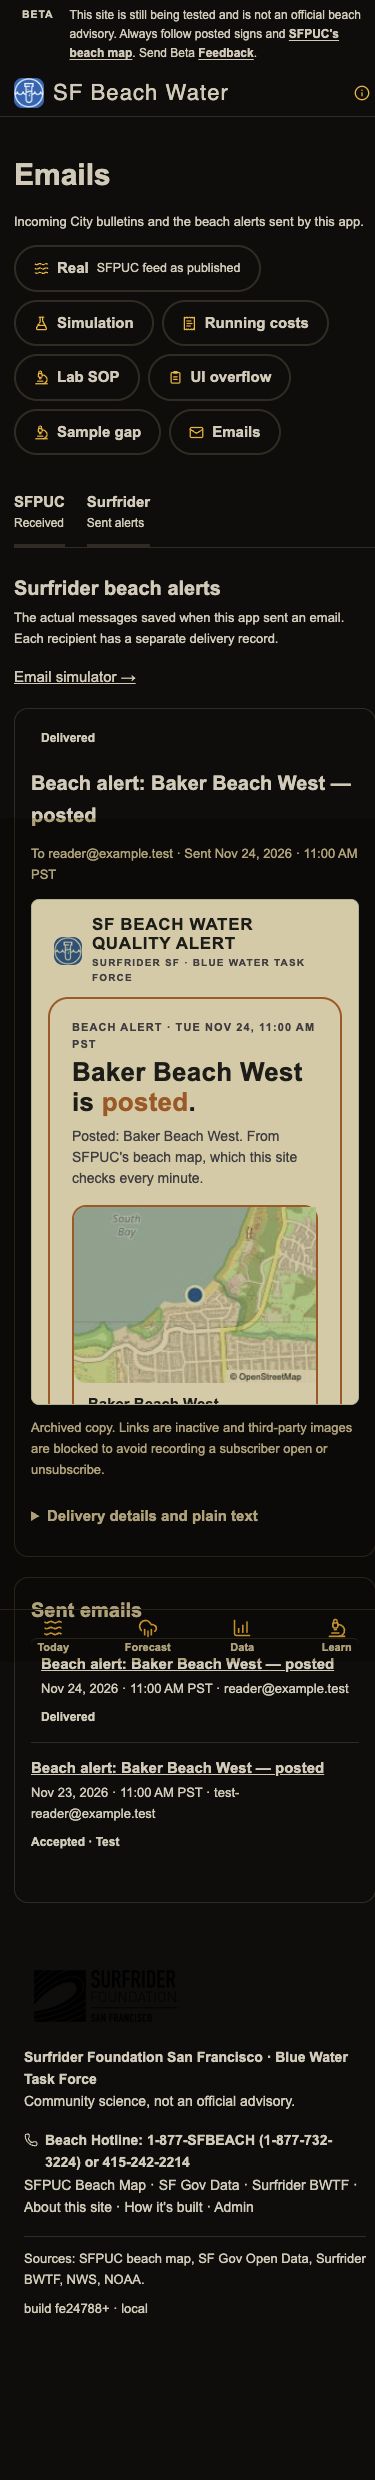 BETA
This site is still being tested and is not an official beach
advisory. Always follow posted signs and SFPUC's
beach map. Send Beta Feedback.
SF Beach Water
Emails
Incoming City bulletins and the beach alerts sent by this app.
Real SFPUC feed as published
Simulation
Running costs
Lab SOP
UI overflow
Sample gap
Emails
SFPUC
Received
Surfrider
Sent alerts
Surfrider beach alerts
The actual messages saved when this app sent an email.
Each recipient has a separate delivery record.
Email simulator →
Delivered
Beach alert: Baker Beach West —
posted
To reader@example.test · Sent Nov 24, 2026 · 11:00 AM
PST
SF BEACH WATER
QUALITY ALERT
SURFRIDER SF · BLUE WATER TASK
FORCE
BEACH ALERT · TUE NOV 24, 11:00 AM
PST
Baker Beach West
is posted.
Posted: Baker Beach West. From
SFPUC's beach map, which this site
checks every minute.
South
Bay
© OpenStreetMap
Baker Beach West
Archived copy. Links are inactive and third-party images
are blocked to avoid recording a subscriber open or
unsubscribe.
▶ Delivery details and plain text
Sent emails
Today
Forecast
Data
Learn
Beach alert: Baker Beach West — posted
Nov 24, 2026 · 11:00 AM PST · reader@example.test
Delivered
Beach alert: Baker Beach West — posted
Nov 23, 2026 · 11:00 AM PST · test-
reader@example.test
Accepted · Test
SURFRIDER
FOUNDATION
SAN FRANCISCO
Surfrider Foundation San Francisco · Blue Water
Task Force
Community science, not an official advisory.
Beach Hotline: 1-877-SFBEACH (1-877-732-
3224) or 415-242-2214
SFPUC Beach Map · SF Gov Data · Surfrider BWTF ·
About this site · How it's built · Admin
Sources: SFPUC beach map, SF Gov Open Data, Surfrider
BWTF, NWS, NOAA.
build fe24788+ · local